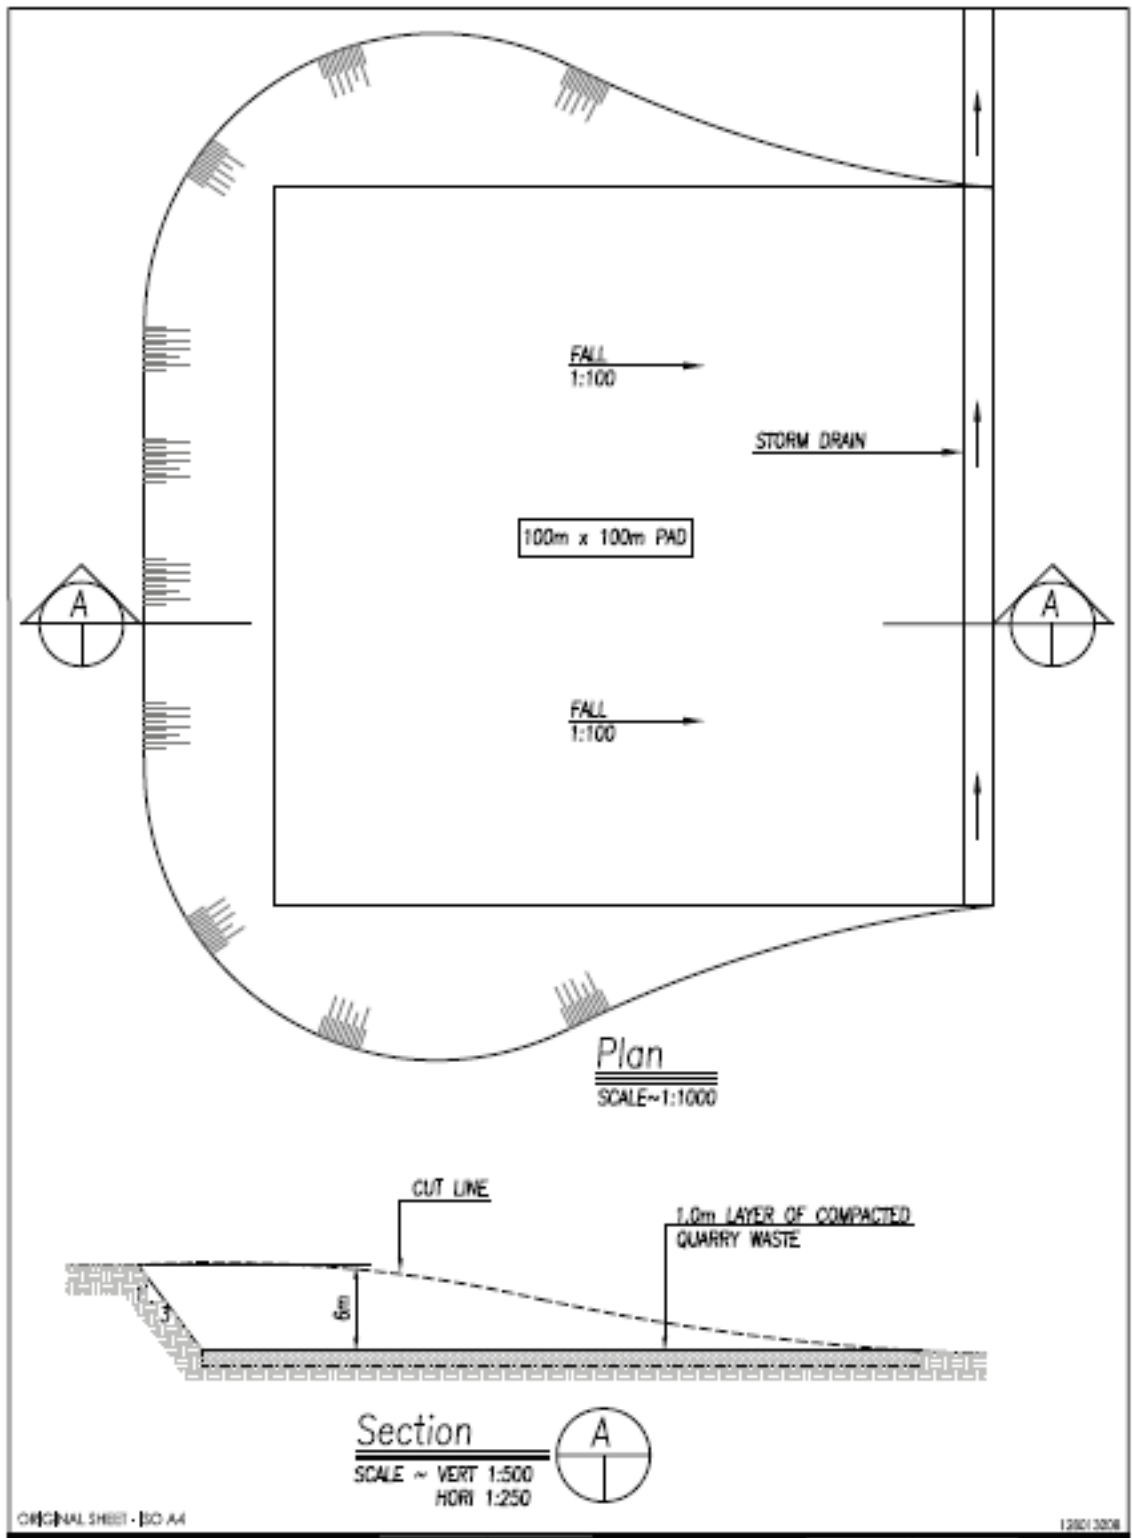 FALL
1:100
STORM DRAIN
100m x 100m PAD
A
A
FALL
1:100
Plan
SCALE~1:1000
CUT LINE
1.0m LAYER OF COMPACTED
QUARRY WASTE
6m
1
3
Section
A
SCALE ~ VERT 1:500
HORI 1:250
ORIGINAL SHEET - ISO A4